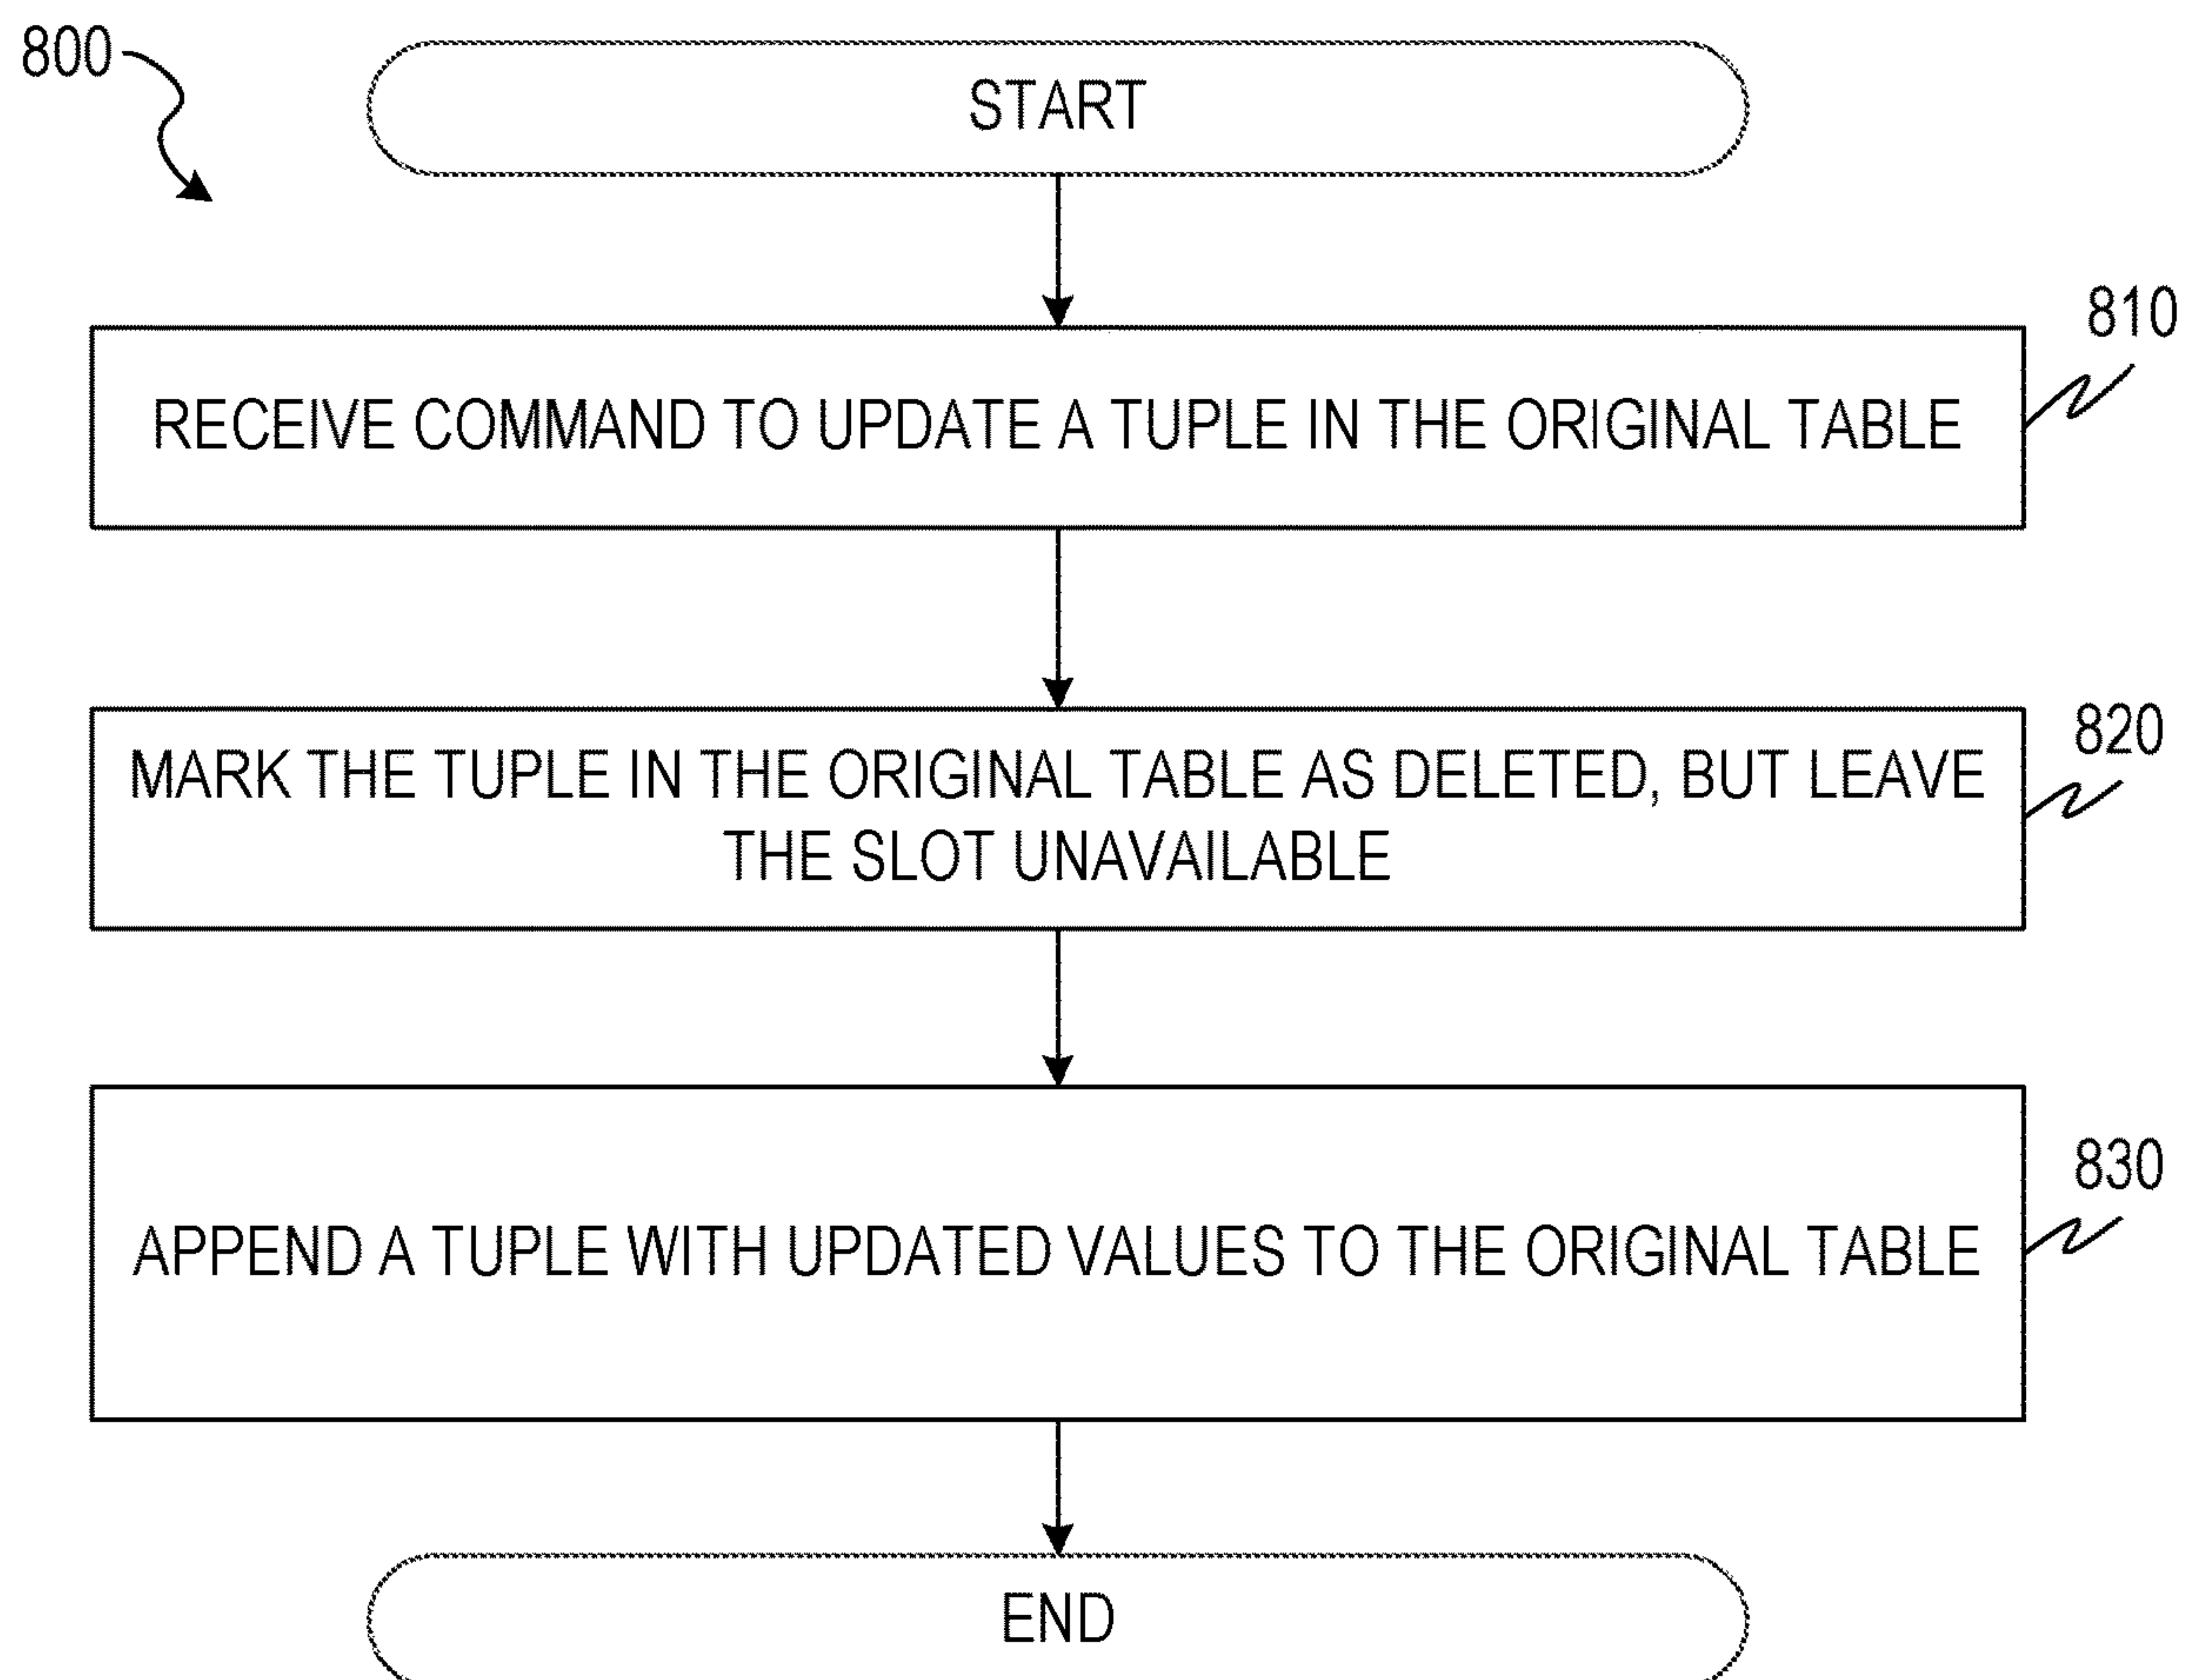 800
START
810
RECEIVE COMMAND TO UPDATE A TUPLE IN THE ORIGINAL TABLE
820
MARK THE TUPLE IN THE ORIGINAL TABLE AS DELETED, BUT LEAVE
THE SLOT UNAVAILABLE
830
APPEND A TUPLE WITH UPDATED VALUES TO THE ORIGINAL TABLE
END